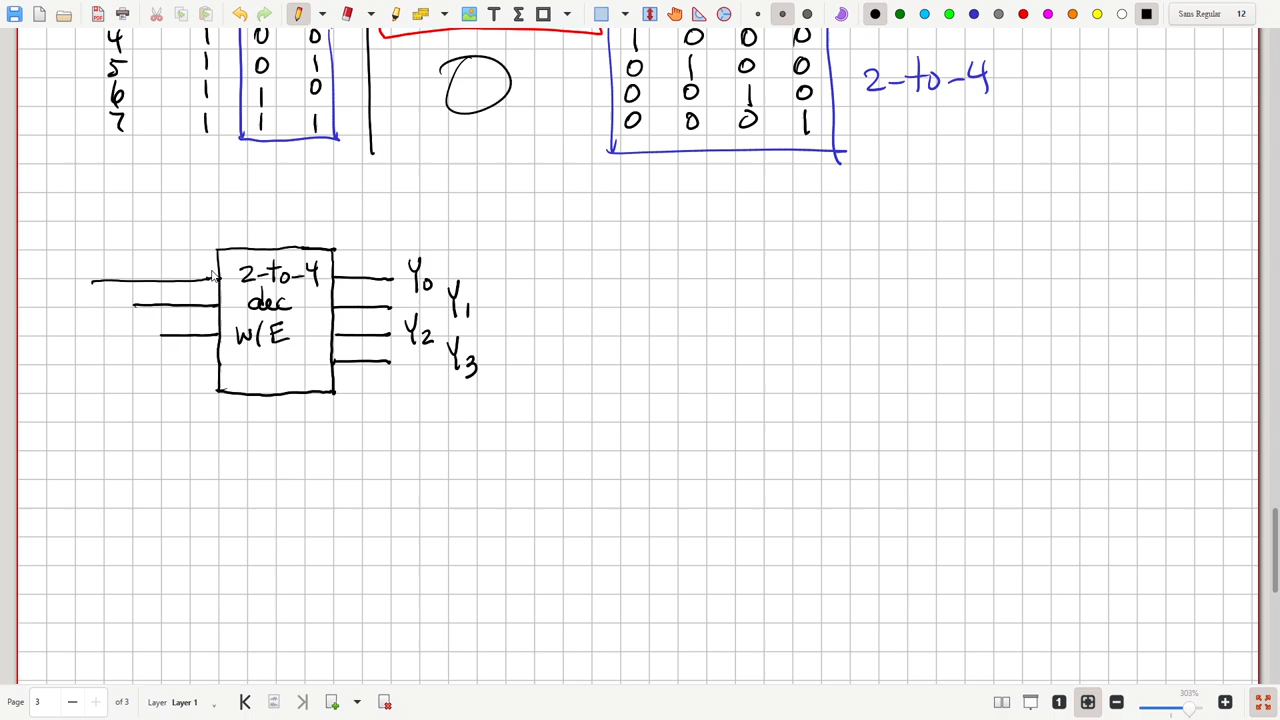 Sans Regular 12
4 1 0 0 1 0 0 0
5 1 0 1 0 1 0 0
6 1 1 0 0 0 1 0
7 1 1 1 0 0 0 1
0
2-to-4
2-to-4
dec
w/E
Y0
Y1
Y2
Y3
Page 3 of 3 Layer Layer 1 303%